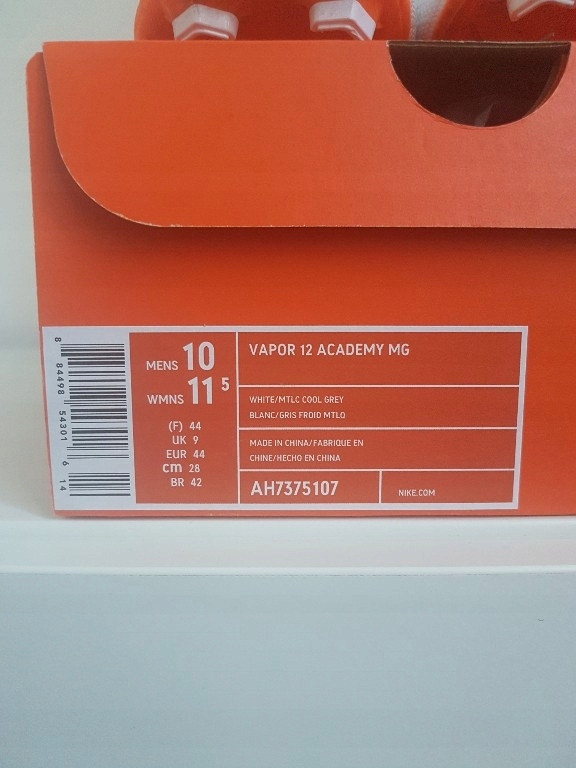 8 84498 54301 6 14
MENS 10
WMNS 11 5
(F) 44
UK 9
EUR 44
cm 28
BR 42
VAPOR 12 ACADEMY MG
WHITE/MTLC COOL GREY
BLANC/GRIS FROID MTLQ
MADE IN CHINA/FABRIQUE EN
CHINE/HECHO EN CHINA
AH7375107
NIKE.COM